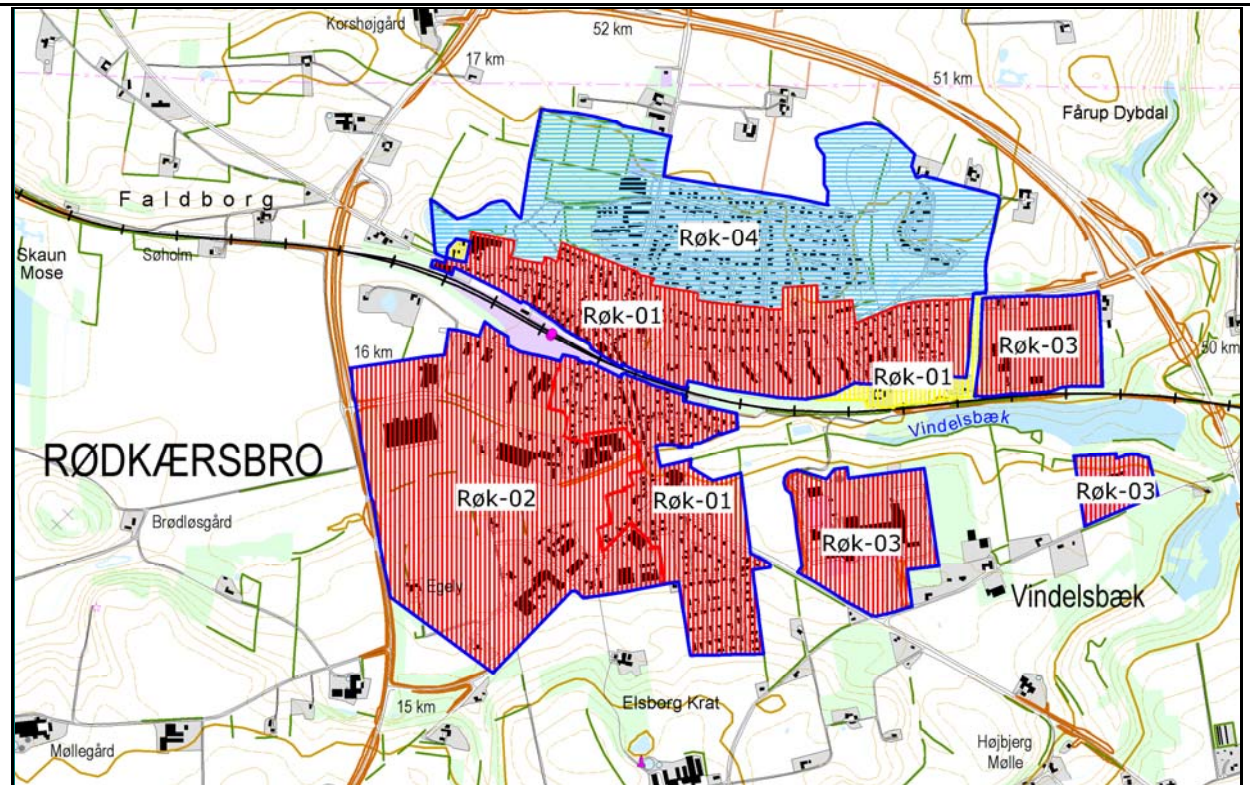 Korshøjgård
52 km
17 km
51 km
Fårup Dybdal
Faldborg
Røk-04
Skaun
Mose
Søholm
Røk-01
Røk-03
16 km
50 km
Røk-01
Vindelsbæk
RØDKÆRSBRO
Røk-02
Røk-01
Røk-03
Brødløsgård
Røk-03
Egely
Vindelsbæk
15 km
Elsborg Krat
Møllegård
Højbjerg
Mølle